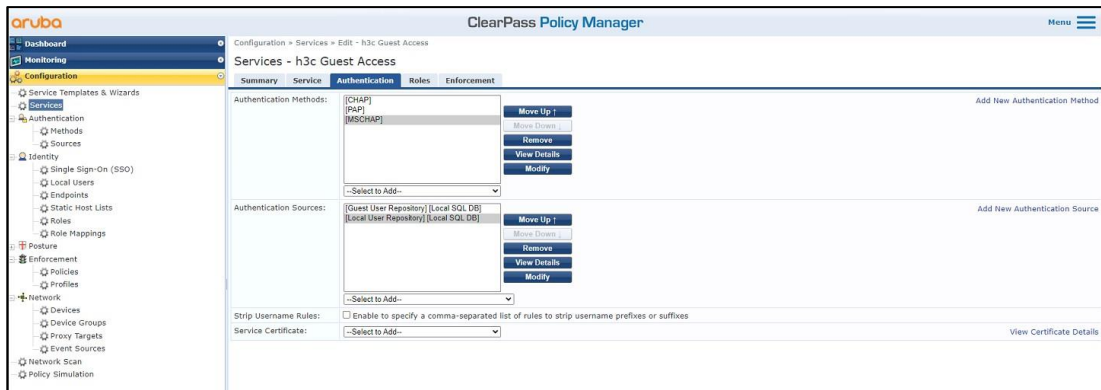 aruba
ClearPass Policy Manager
Menu
Dashboard
Monitoring
Configuration
Service Templates & Wizards
Services
Authentication
Methods
Sources
Identity
Single Sign-On (SSO)
Local Users
Endpoints
Static Host Lists
Roles
Role Mappings
Posture
Enforcement
Policies
Profiles
Network
Devices
Device Groups
Proxy Targets
Event Sources
Network Scan
Policy Simulation
Configuration » Services » Edit - h3c Guest Access
Services - h3c Guest Access
Summary Service Authentication Roles Enforcement
Authentication Methods:
[CHAP]
[PAP]
[MSCHAP]
Move Up ↑
Move Down ↓
Remove
View Details
Modify
--Select to Add--
Add New Authentication Method
Authentication Sources:
[Guest User Repository] [Local SQL DB]
[Local User Repository] [Local SQL DB]
Move Up ↑
Move Down ↓
Remove
View Details
Modify
--Select to Add--
Add New Authentication Source
Strip Username Rules:
Enable to specify a comma-separated list of rules to strip username prefixes or suffixes
Service Certificate:
--Select to Add--
View Certificate Details